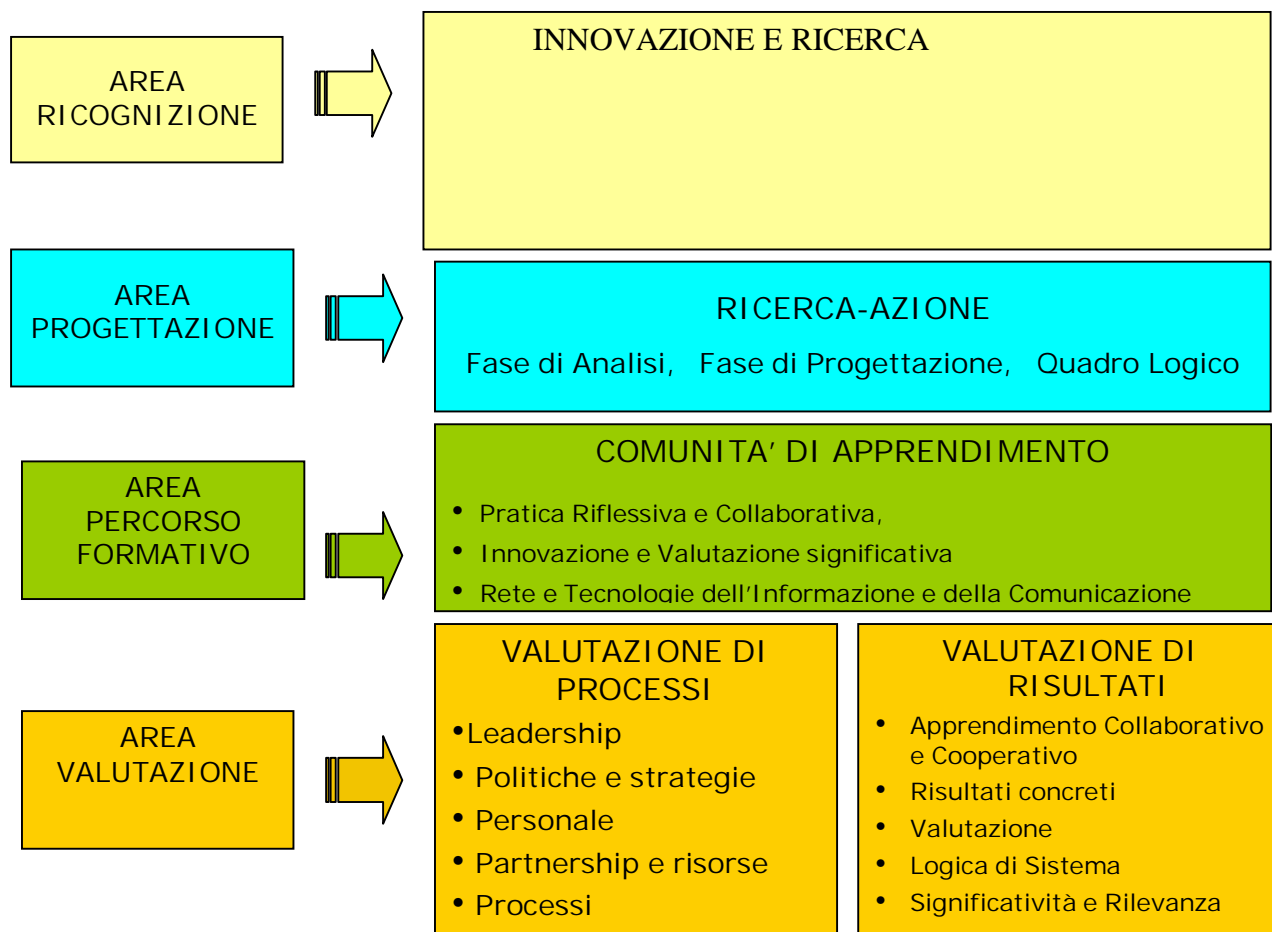 AREA
RICOGNIZIONE
INNOVAZIONE E RICERCA
AREA
PROGETTAZIONE
RICERCA-AZIONE
Fase di Analisi, Fase di Progettazione, Quadro Logico
AREA
PERCORSO
FORMATIVO
COMUNITA’ DI APPRENDIMENTO
• Pratica Riflessiva e Collaborativa,
• Innovazione e Valutazione significativa
• Rete e Tecnologie dell'Informazione e della Comunicazione
AREA
VALUTAZIONE
VALUTAZIONE DI
PROCESSI
•Leadership
• Politiche e strategie
• Personale
• Partnership e risorse
• Processi
VALUTAZIONE DI
RISULTATI
• Apprendimento Collaborativo
e Cooperativo
• Risultati concreti
• Valutazione
• Logica di Sistema
• Significatività e Rilevanza